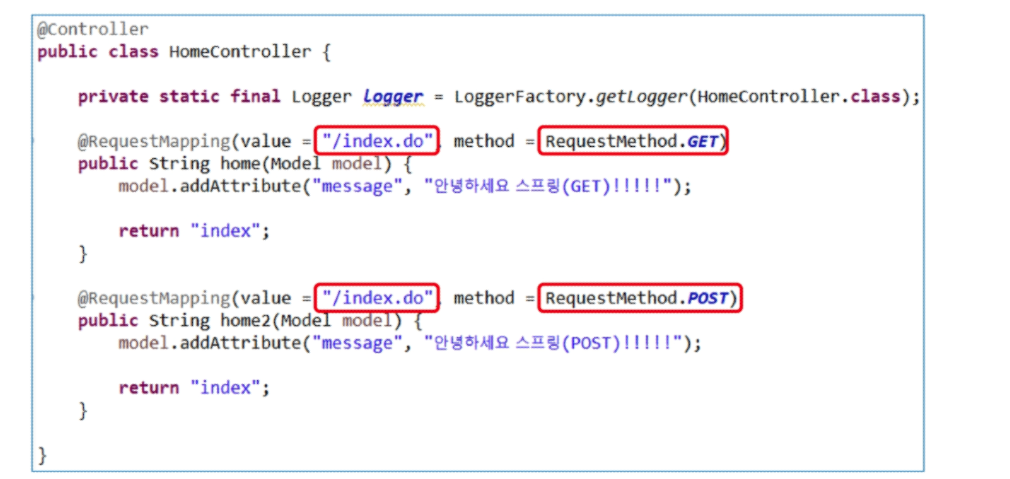 @Controller
public class HomeController {
private static final Logger logger = LoggerFactory.getLogger(HomeController.class);
@RequestMapping(value = "/index.do", method = RequestMethod.GET)
public String home(Model model) {
model.addAttribute("message", "안녕하세요 스프링(GET)!!!!!");
return "index";
}
@RequestMapping(value = "/index.do", method = RequestMethod.POST)
public String home2(Model model) {
model.addAttribute("message", "안녕하세요 스프링(POST)!!!!!");
return "index";
}
}